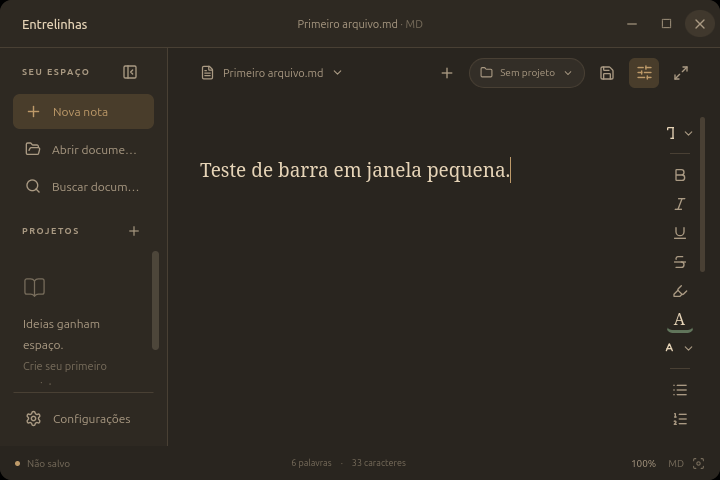 Entrelinhas
Primeiro arquivo.md · MD
SEU ESPAÇO
Nova nota
Abrir docume...
Buscar docum...
PROJETOS
Ideias ganham
espaço.
Crie seu primeiro
Configurações
Primeiro arquivo.md
Sem projeto
Teste de barra em janela pequena.
T
B
I
U
S
A
A
Não salvo
6 palavras · 33 caracteres
100%
MD